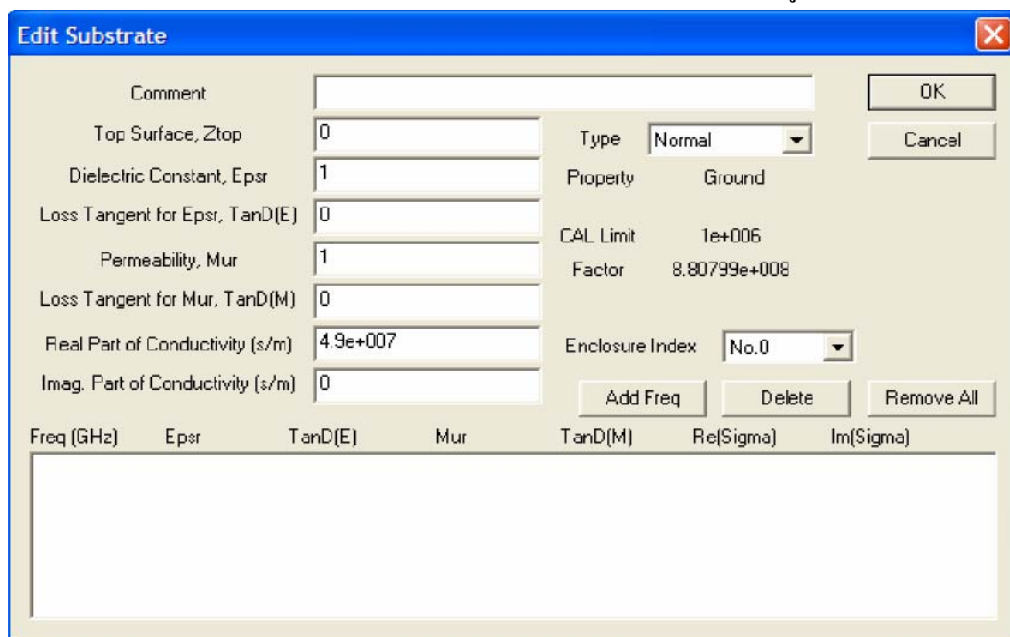 Edit Substrate
Comment
OK
Top Surface, Ztop 0
Type Normal
Cancel
Dielectric Constant, Epsr 1
Property Ground
Loss Tangent for Epsr, TanD(E) 0
CAL Limit 1e+006
Permeability, Mur 1
Factor 8.80799e+008
Loss Tangent for Mur, TanD(M) 0
Real Part of Conductivity (s/m) 4.9e+007
Enclosure Index No.0
Imag. Part of Conductivity (s/m) 0
Add Freq Delete Remove All
Freq (GHz) Epsr TanD(E) Mur TanD(M) Re(Sigma) Im(Sigma)